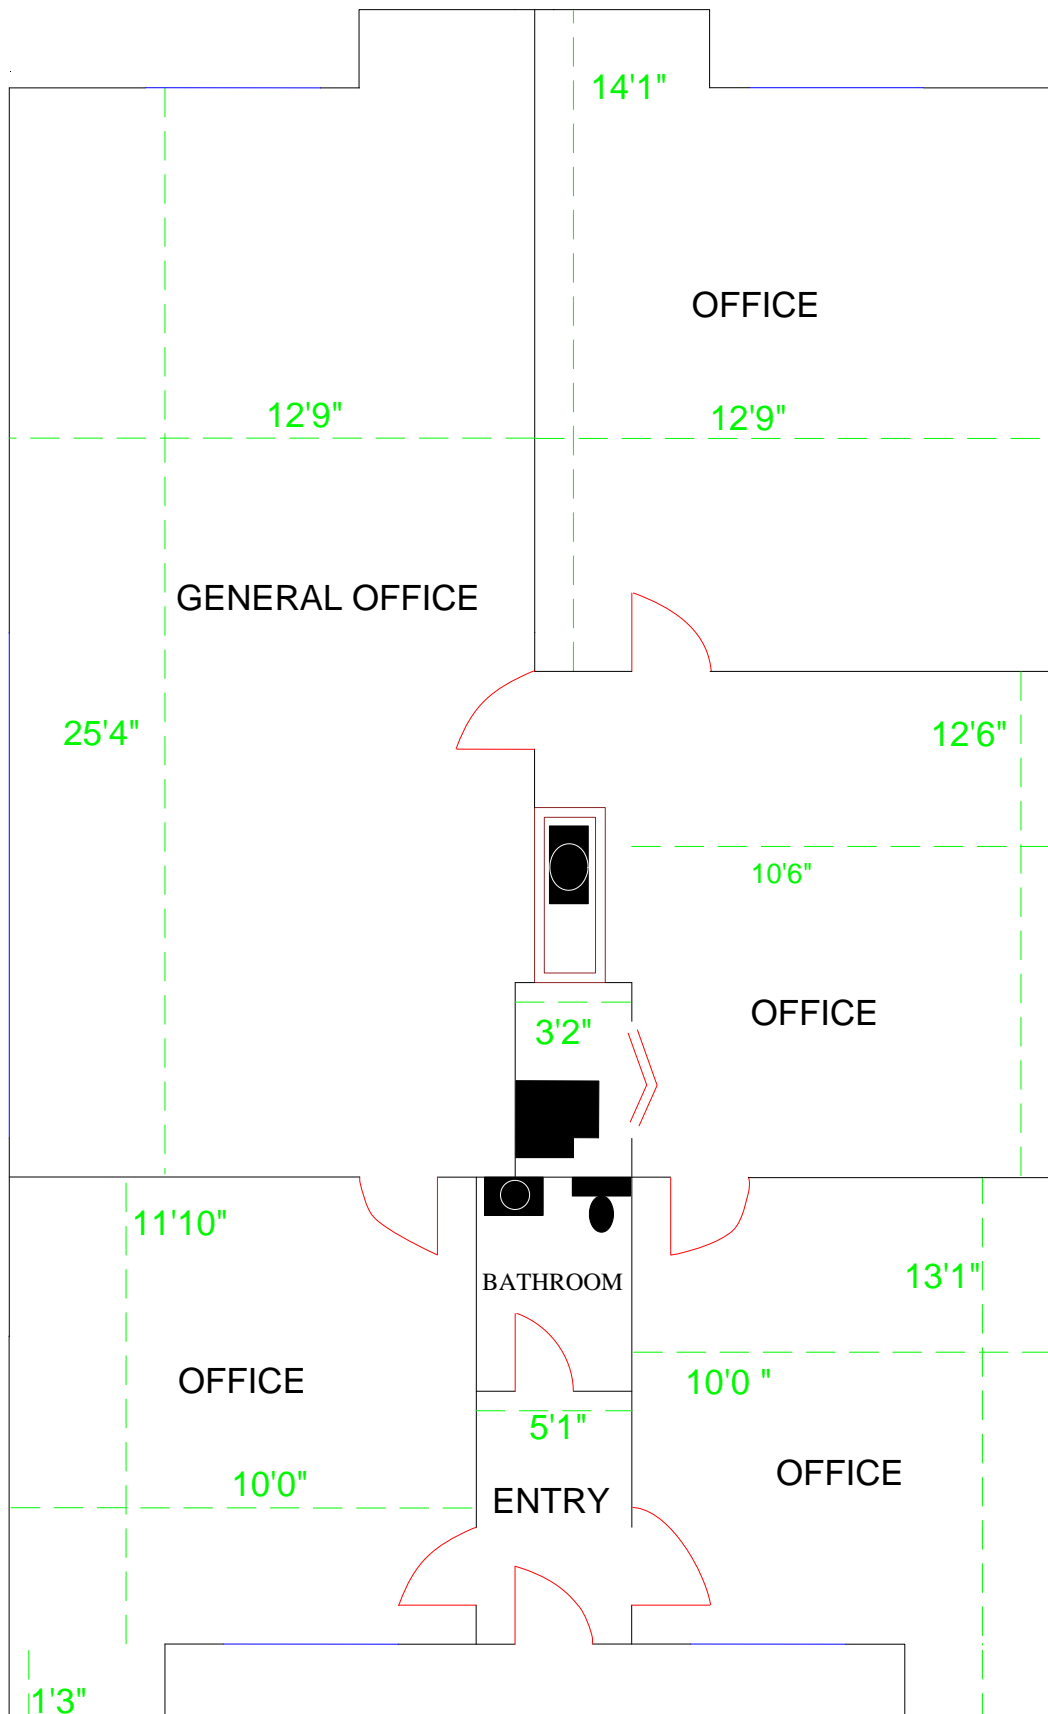 14'1"
OFFICE
12'9"
12'9"
GENERAL OFFICE
25'4"
12'6"
10'6"
OFFICE
3'2"
11'10"
13'1"
BATHROOM
OFFICE
10'0 "
5'1"
OFFICE
10'0"
ENTRY
1'3"